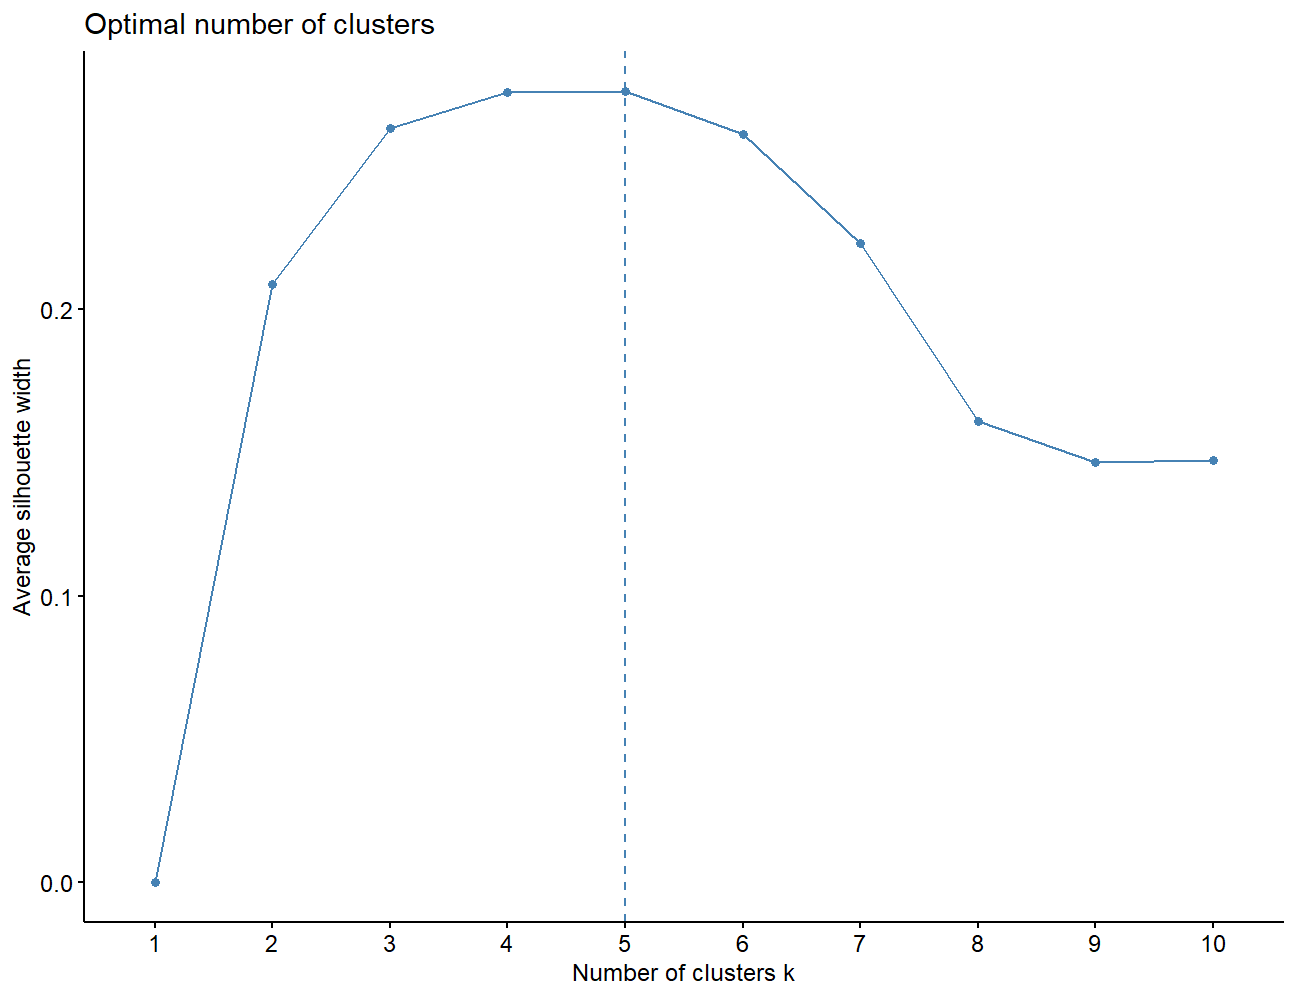 Optimal number of clusters
Average silhouette width
0.2
0.1
0.0
1 2 3 4 5 6 7 8 9 10
Number of clusters k